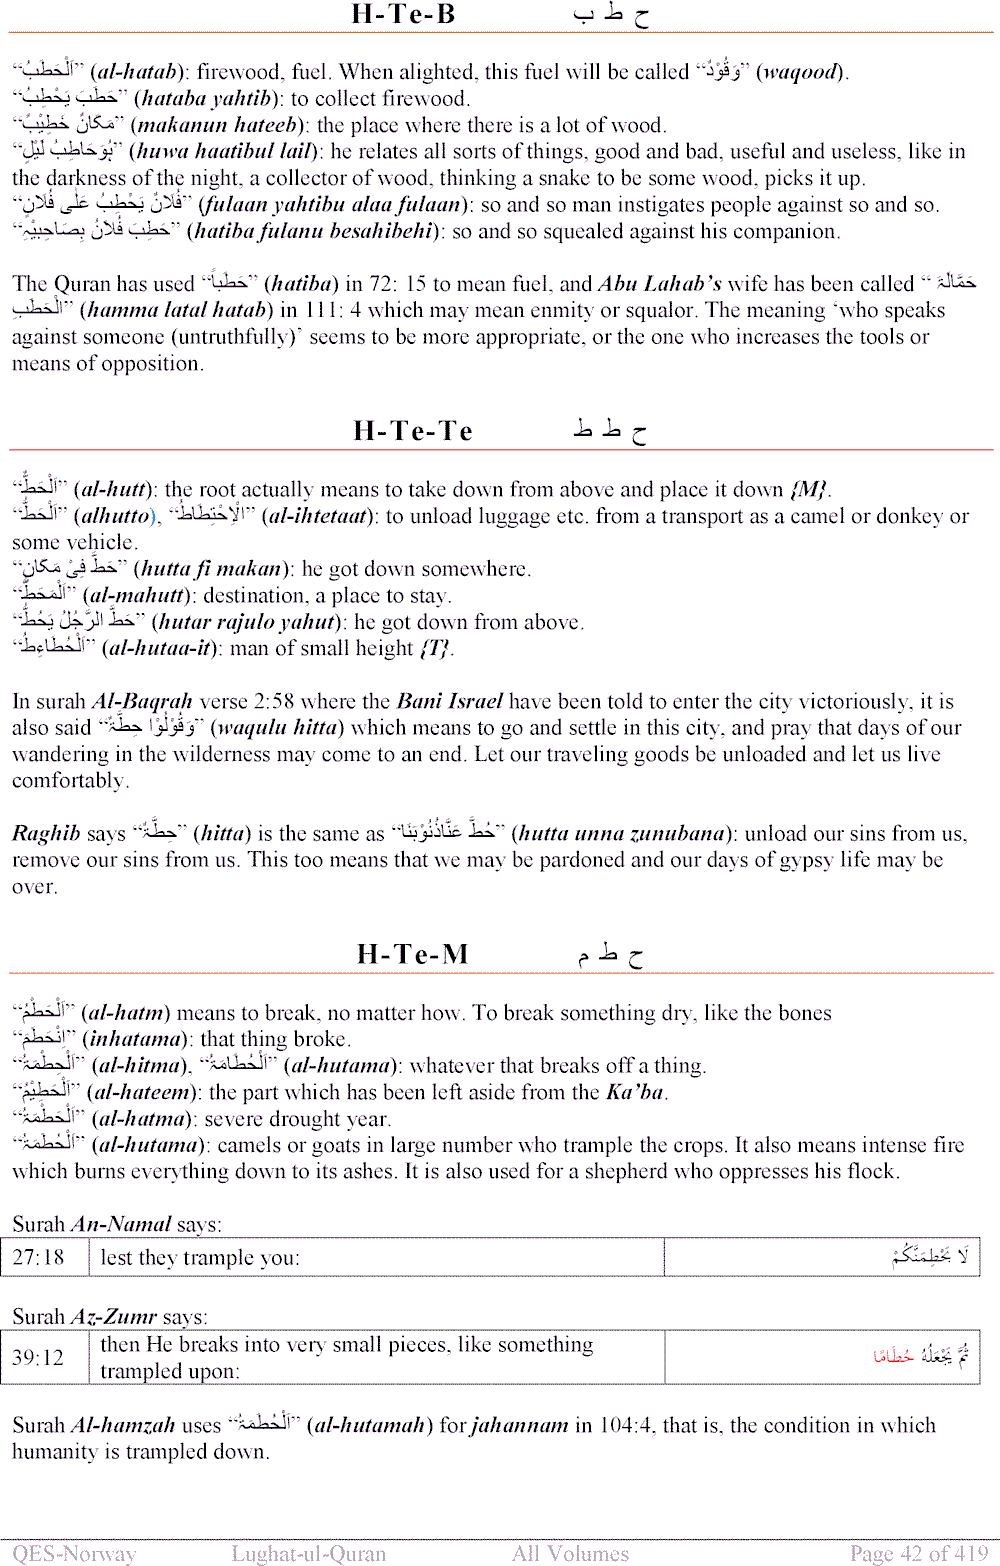 H-Te-B ح ط ب
“اَلْحَطَبُ” (al-hatab): firewood, fuel. When alighted, this fuel will be called “وَقُوْدٌ” (waqood).
“حَطَبَ يَحْطِبُ” (hataba yahtib): to collect firewood.
“مَكَانٌ حَطِيْبٌ” (makanun hateeb): the place where there is a lot of wood.
“ہُوَحَاطِبُ لَيْلٍ” (huwa haatibul lail): he relates all sorts of things, good and bad, useful and useless, like in
the darkness of the night, a collector of wood, thinking a snake to be some wood, picks it up.
“فُلَانٌ يَحْطِبُ عَلٰی فُلَانٍ” (fulaan yahtibu alaa fulaan): so and so man instigates people against so and so.
“حَطِبَ فُلَانٌ بِصَاحِبِيْہِ” (hatiba fulanu besahibehi): so and so squealed against his companion.
The Quran has used “حَطَباً” (hatiba) in 72: 15 to mean fuel, and Abu Lahab’s wife has been called “ حَمَّالَۃَ
الْحَطَبِ” (hamma latal hatab) in 111: 4 which may mean enmity or squalor. The meaning ‘who speaks
against someone (untruthfully)’ seems to be more appropriate, or the one who increases the tools or
means of opposition.
H-Te-Te ح ط ط
“اَلْحَطُّ” (al-hutt): the root actually means to take down from above and place it down {M}.
“اَلْحَطُّ” (alhutto), “اَلْاِحْتِطَاطُ” (al-ihtetaat): to unload luggage etc. from a transport as a camel or donkey or
some vehicle.
“حَطَّ فِیْ مَکَانٍ” (hutta fi makan): he got down somewhere.
“اَلْمَحَطُّ” (al-mahutt): destination, a place to stay.
“حَطَّ الرَّجُلُ يَحُطُّ” (hutar rajulo yahut): he got down from above.
“اَلْحُطَاءِطُ” (al-hutaa-it): man of small height {T}.
In surah Al-Baqrah verse 2:58 where the Bani Israel have been told to enter the city victoriously, it is
also said “وَقُوْلُوْا حِطَّۃٌ” (waqulu hitta) which means to go and settle in this city, and pray that days of our
wandering in the wilderness may come to an end. Let our traveling goods be unloaded and let us live
comfortably.
Raghib says “حِطَّۃٌ” (hitta) is the same as “حُطَّ عَنَّاذُنُوْبَنَا” (hutta unna zunubana): unload our sins from us,
remove our sins from us. This too means that we may be pardoned and our days of gypsy life may be
over.
H-Te-M ح ط م
“اَلْحَطْمُ” (al-hatm) means to break, no matter how. To break something dry, like the bones
“اِنْحَطَمَ” (inhatama): that thing broke.
“اَلْحِطْمَۃُ” (al-hitma), “اَلْحُطَامَۃُ” (al-hutama): whatever that breaks off a thing.
“اَلْحَطِيْمُ” (al-hateem): the part which has been left aside from the Ka’ba.
“اَلْحَطْمَۃُ” (al-hatma): severe drought year.
“اَلْحُطَمَۃُ” (al-hutama): camels or goats in large number who trample the crops. It also means intense fire
which burns everything down to its ashes. It is also used for a shepherd who oppresses his flock.
Surah An-Namal says:
27:18 lest they trample you: لَا يَحْطِمَنَّكُمْ
Surah Az-Zumr says:
39:12 then He breaks into very small pieces, like something
trampled upon: ثُمَّ يَجْعَلُهُ حُطَامًا
Surah Al-hamzah uses “اَلْحُطَمَۃُ” (al-hutamah) for jahannam in 104:4, that is, the condition in which
humanity is trampled down.
QES-Norway Lughat-ul-Quran All Volumes Page 42 of 419